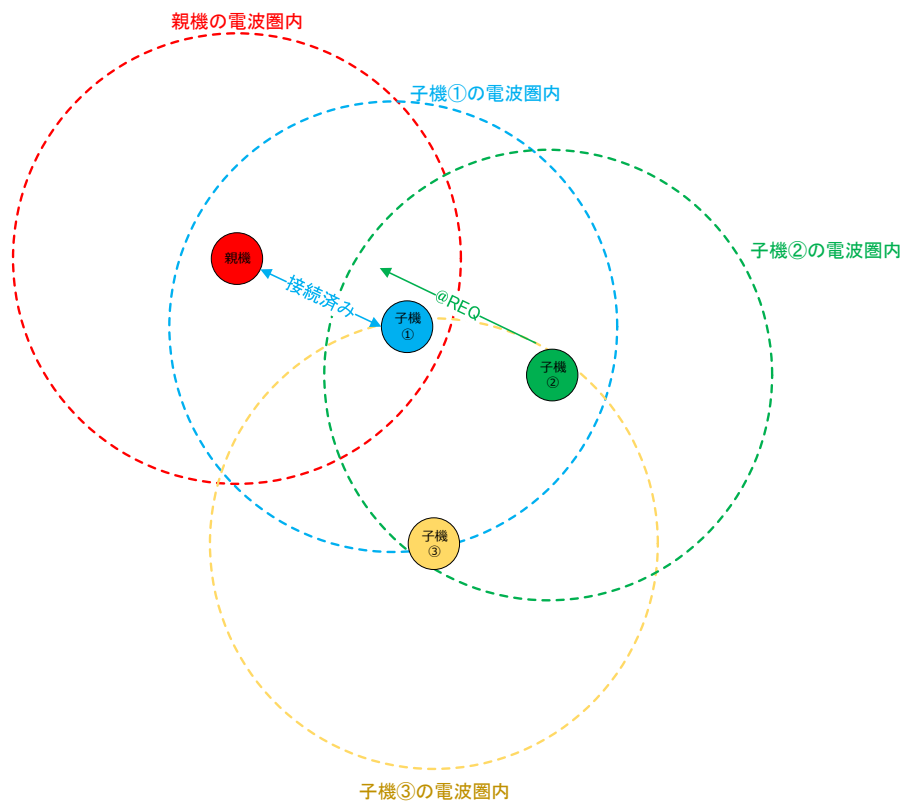 親機の電波圏内
子機①の電波圏内
子機②の電波圏内
親機
接続済み
@REQ
子機
①
子機
②
子機
③
子機③の電波圏内